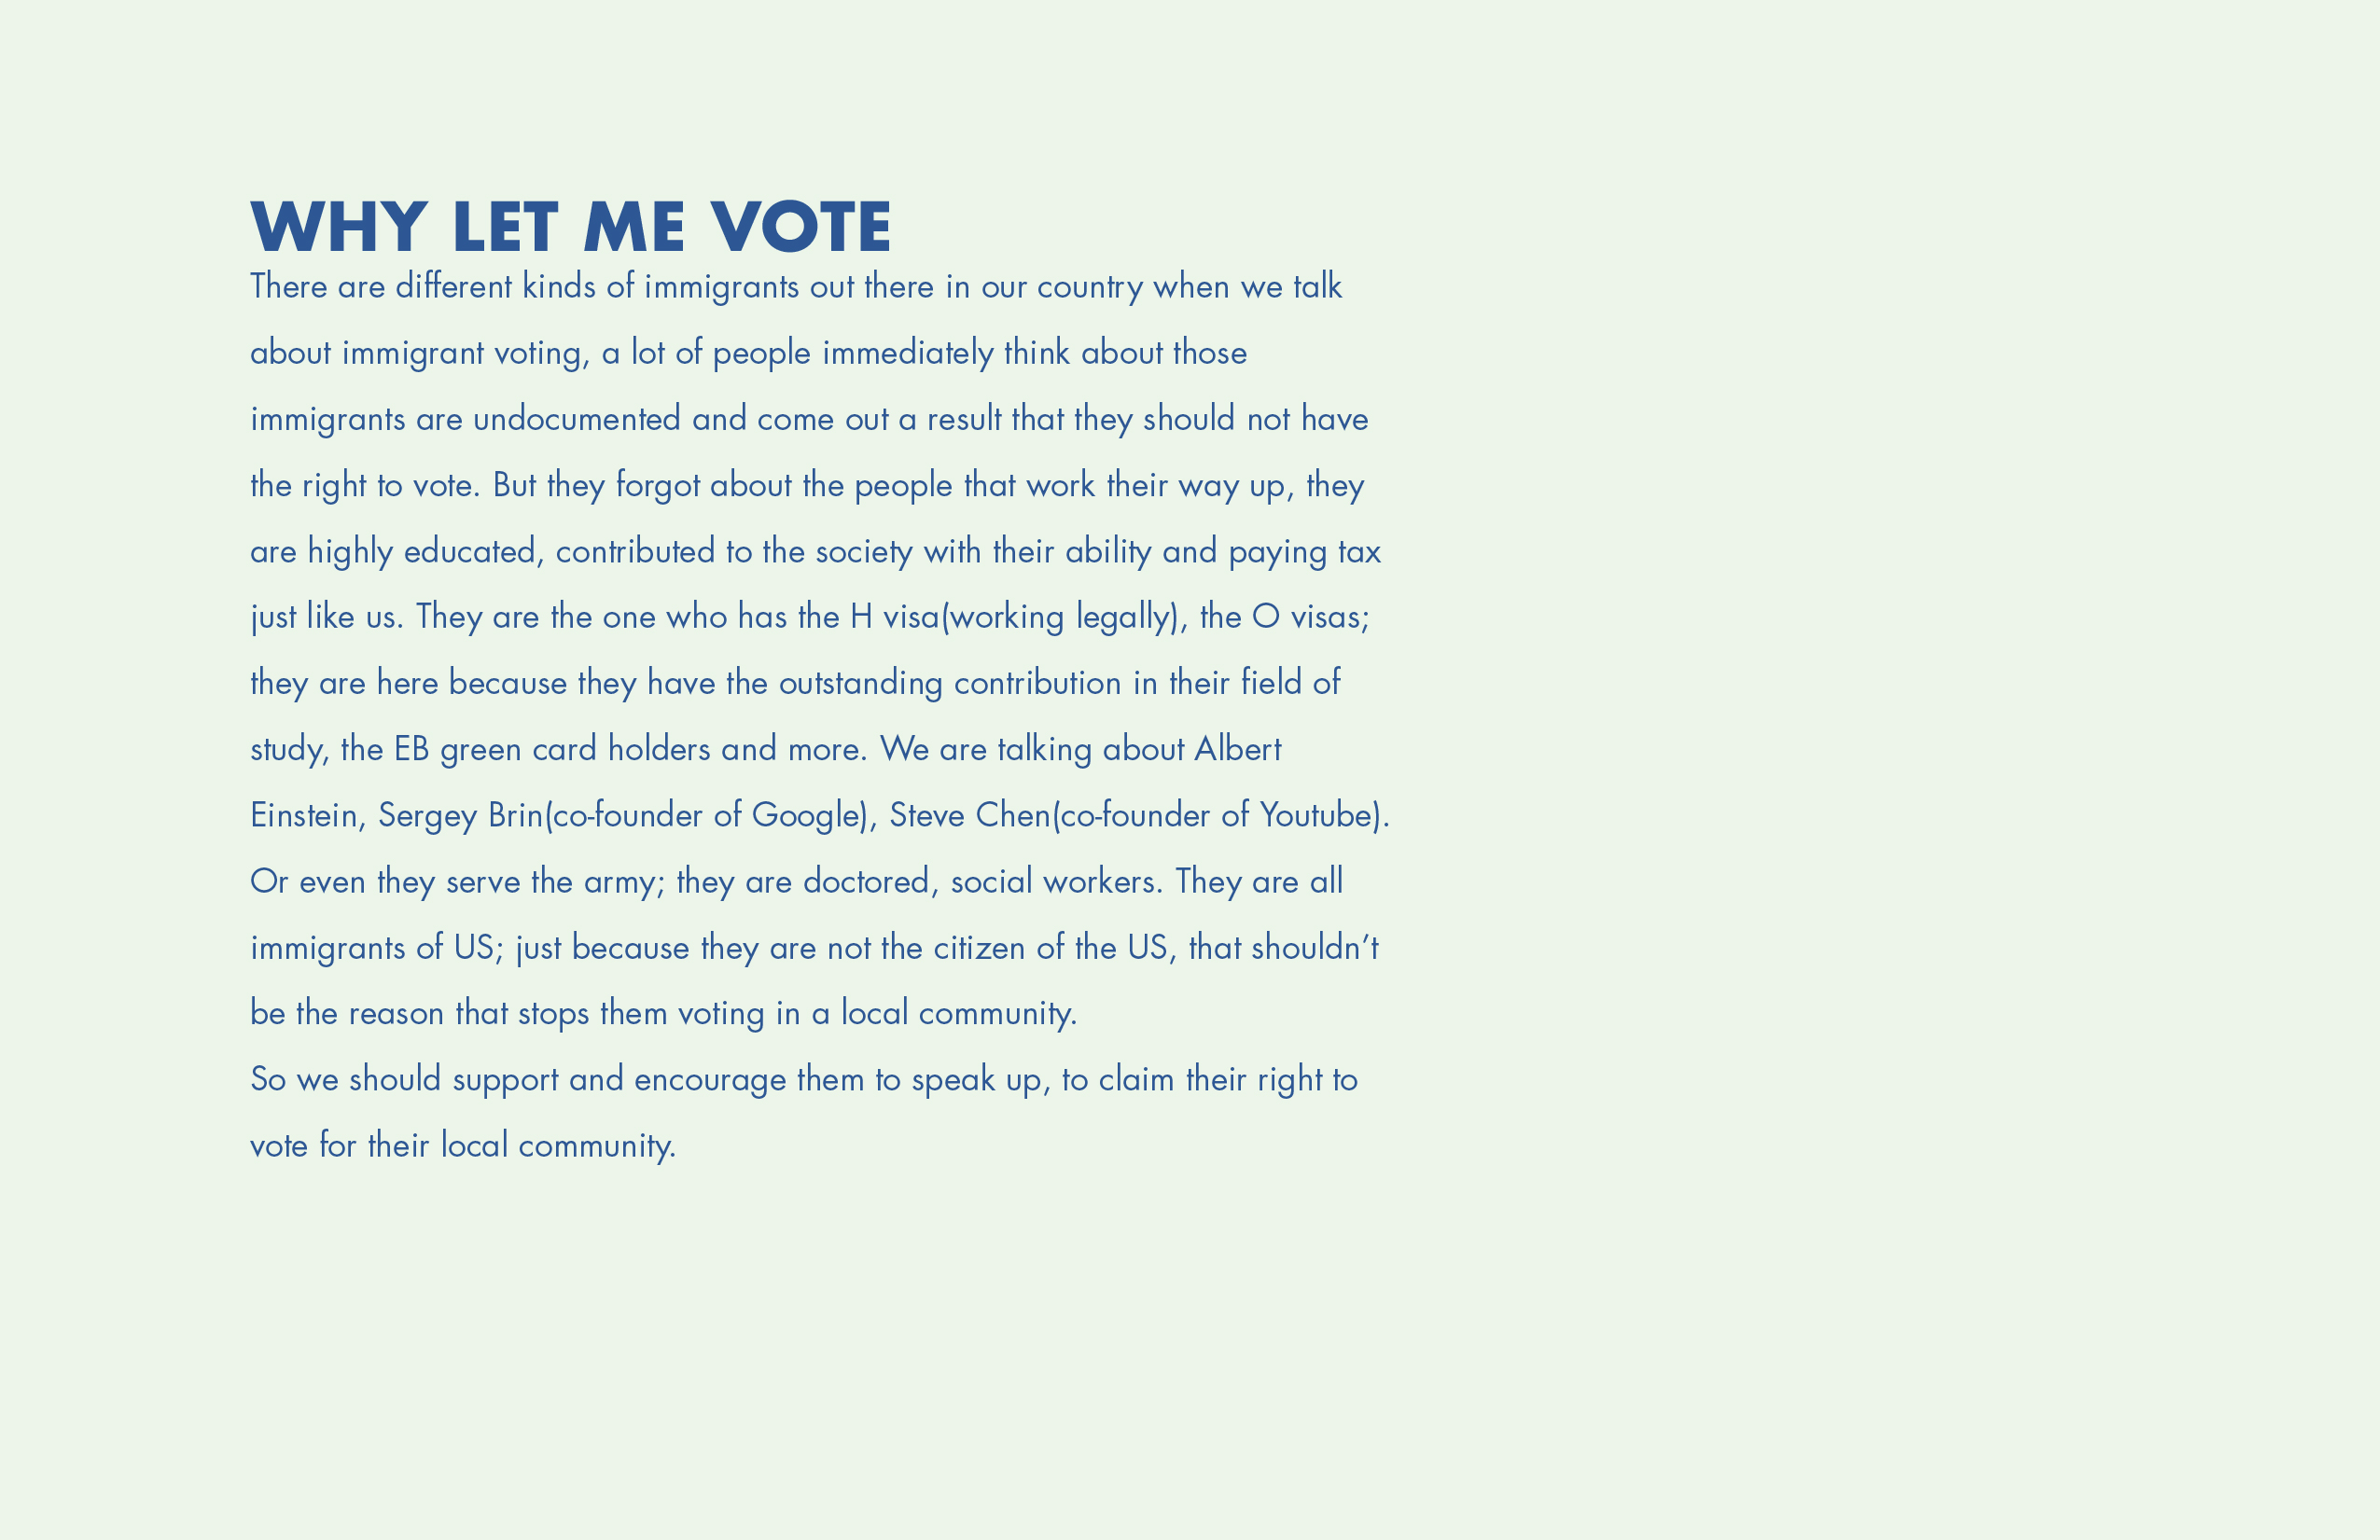 WHY LET ME VOTE
There are different kinds of immigrants out there in our country when we talk
about immigrant voting, a lot of people immediately think about those
immigrants are undocumented and come out a result that they should not have
the right to vote. But they forgot about the people that work their way up, they
are highly educated, contributed to the society with their ability and paying tax
just like us. They are the one who has the H visa(working legally), the O visas;
they are here because they have the outstanding contribution in their field of
study, the EB green card holders and more. We are talking about Albert
Einstein, Sergey Brin(co-founder of Google), Steve Chen(co-founder of Youtube).
Or even they serve the army; they are doctored, social workers. They are all
immigrants of US; just because they are not the citizen of the US, that shouldn’t
be the reason that stops them voting in a local community.
So we should support and encourage them to speak up, to claim their right to
vote for their local community.